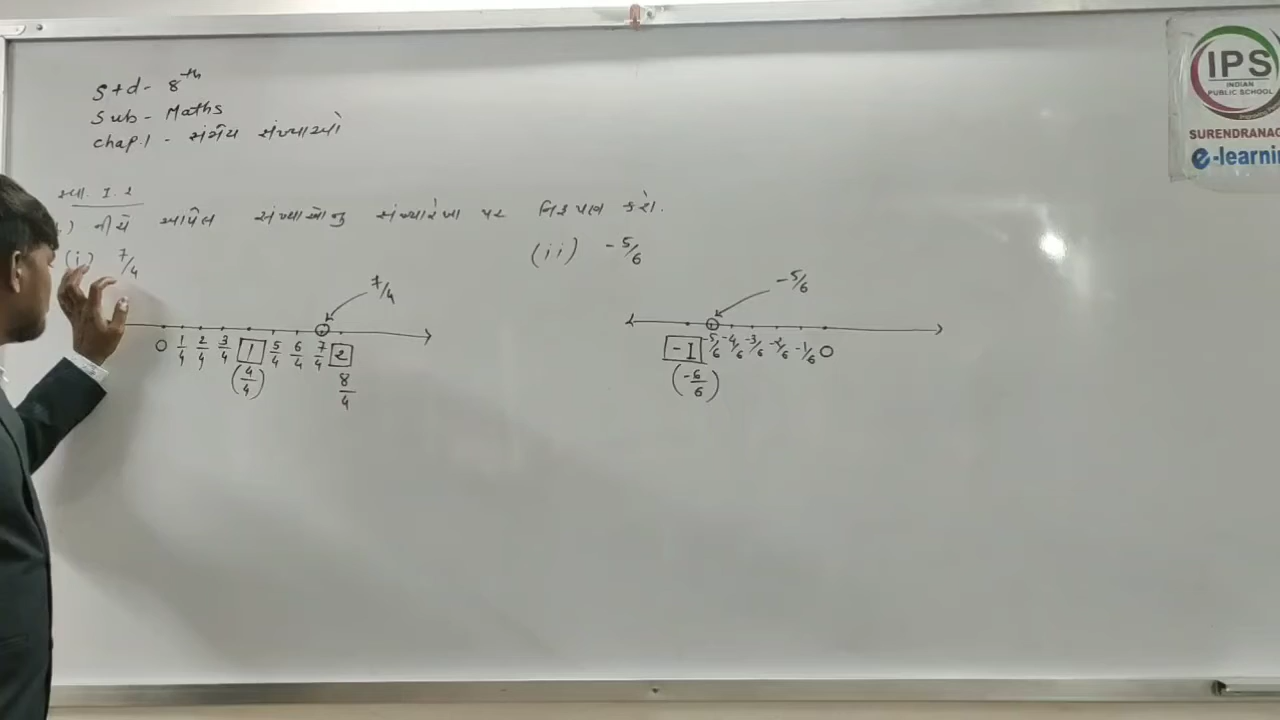 Std- 8th
Sub- Maths
Chap.1 - સંમેય સંખ્યાઓ
સ્વા. 1.2
) નીચે આપેલ સંખ્યાઓનું સંખ્યારેખા પર નિરૂપણ કરો.
(i) 7/4
(ii) -5/6
7/4
0 1/4 2/4 3/4 1 5/4 6/4 7/4 2
(4/4) 8/4
-5/6
-1 -5/6 -4/6 -3/6 -2/6 -1/6 0
(-6/6)
IPS
INDIAN
PUBLIC SCHOOL
SURENDRANA
e-learnin